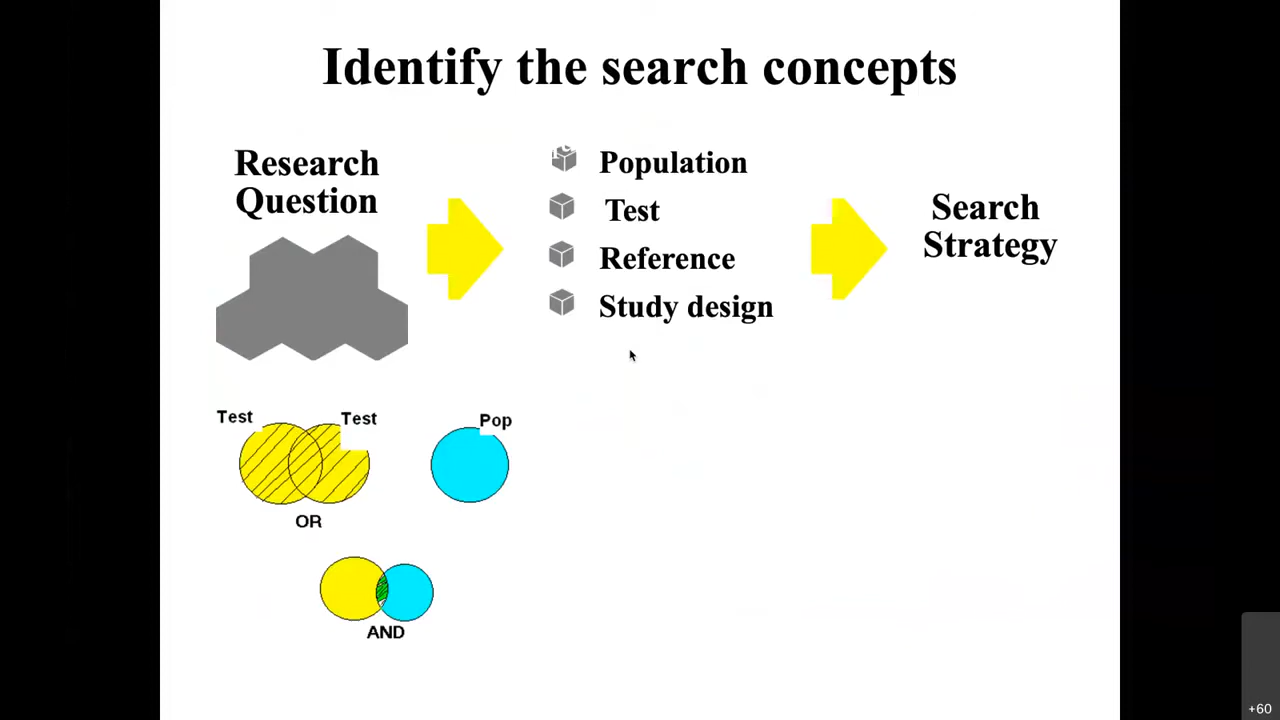 Identify the search concepts
Research
Question
Population
Test
Reference
Study design
Search
Strategy
Test
Test
Pop
OR
AND
+60